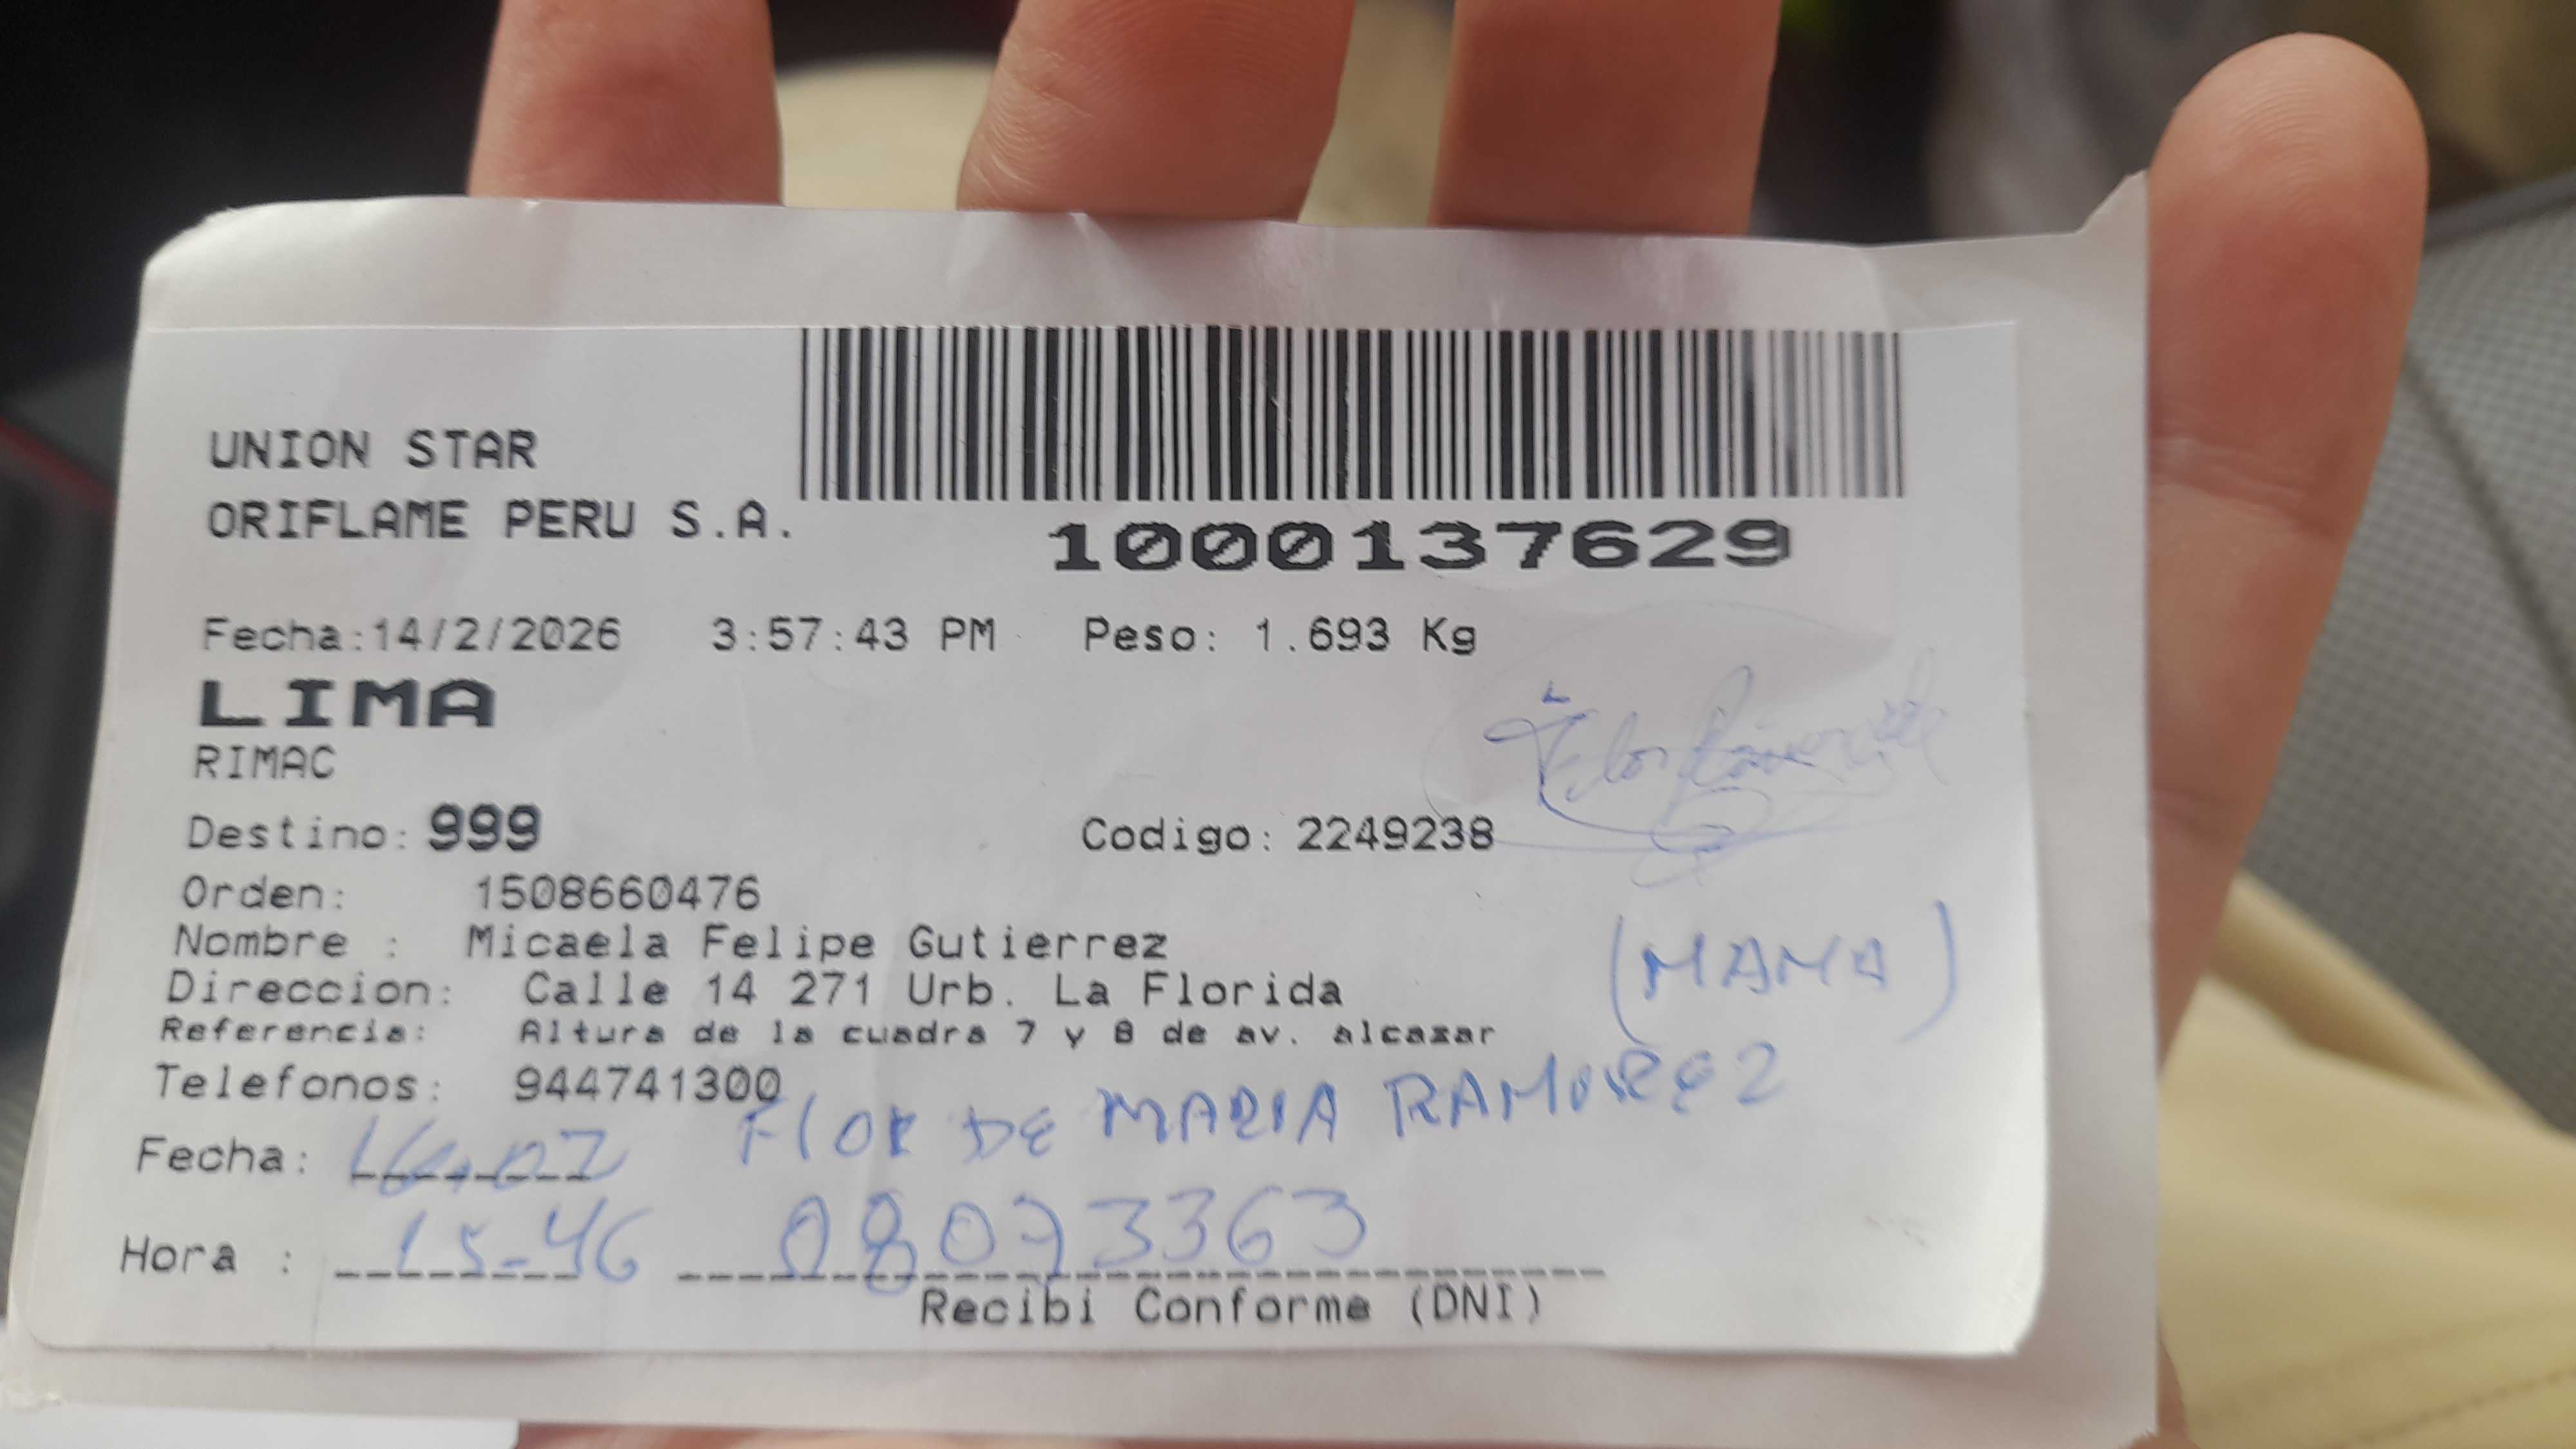 UNION STAR
ORIFLAME PERU S.A.
1000137629
Fecha:14/2/2026 3:57:43 PM Peso: 1.693 Kg
LIMA
RIMAC
Destino: 999 Codigo: 2249238
Orden: 1508660476
Nombre : Micaela Felipe Gutierrez
(MAMA)
Direccion: Calle 14 271 Urb. La Florida
Referencia: Altura de la cuadra 7 y 8 de av. alcazar
Telefonos: 944741300
FlOR DE MARIA RAMIREZ
Fecha: 16-02
Hora : 15-46 08073363
Recibi Conforme (DNI)